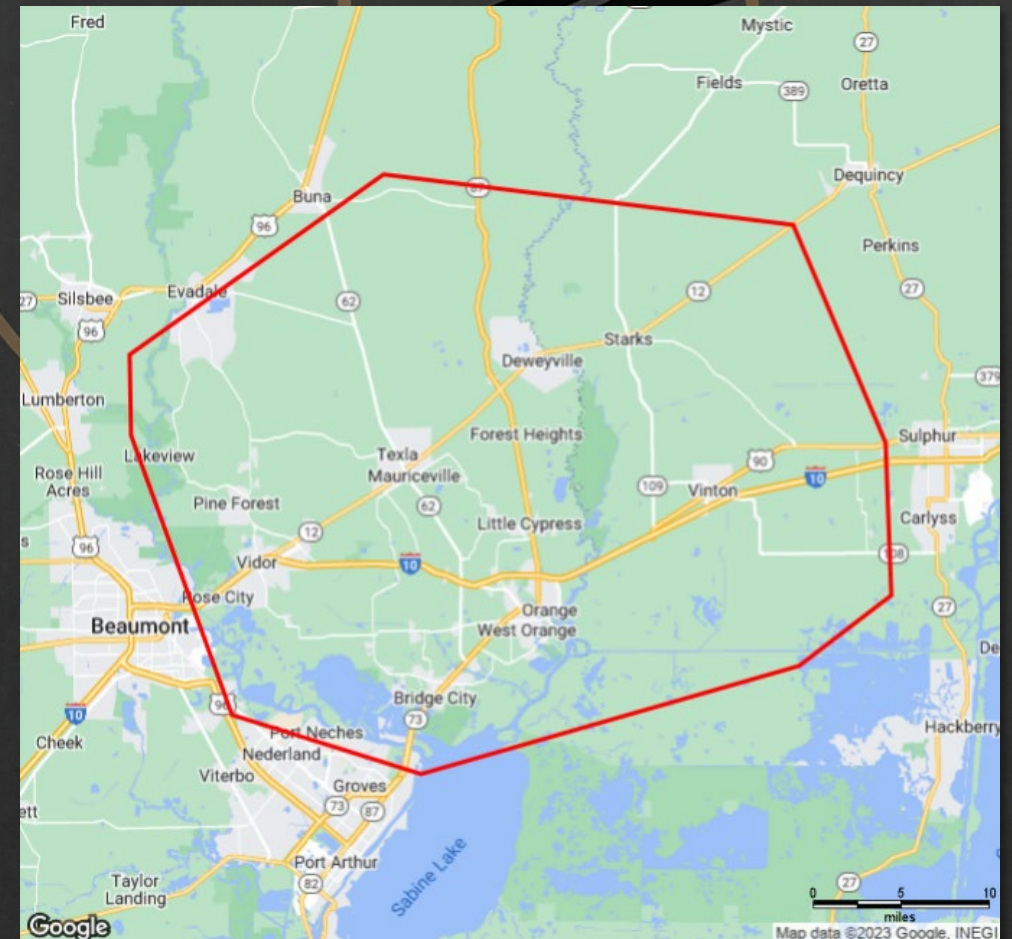 Fred
Mystic
27
Fields
389
Oretta
Dequincy
Buna
87
96
Perkins
Evadale
27
Silsbee
62
12
27
96
Starks
Deweyville
379
Lumberton
Forest Heights
Sulphur
Lakeview
Texla
Mauriceville
90
10
Rose Hill
Acres
109
Vinton
Pine Forest
62
Little Cypress
Carlyss
s
12
96
Vidor
10
108
Rose City
Orange
27
Beaumont
West Orange
De
Bridge City
96
10
73
Hackberry
Port Neches
Cheek
Nederland
Viterbo
Groves
73
87
ett
Sabine Lake
Port Arthur
Taylor
Landing
82
27
0 5 10
miles
Google
Map data ©2023 Google, INEGI